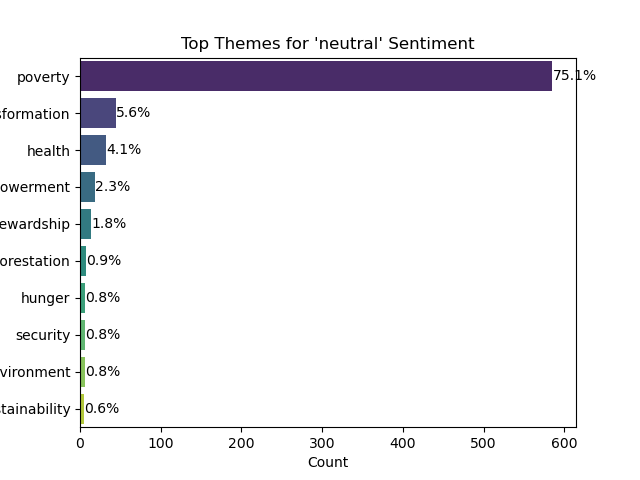 Top Themes for 'neutral' Sentiment
poverty 75.1%
sformation 5.6%
health 4.1%
owerment 2.3%
ewardship 1.8%
orestation 0.9%
hunger 0.8%
security 0.8%
vironment 0.8%
stainability 0.6%
0 100 200 300 400 500 600
Count